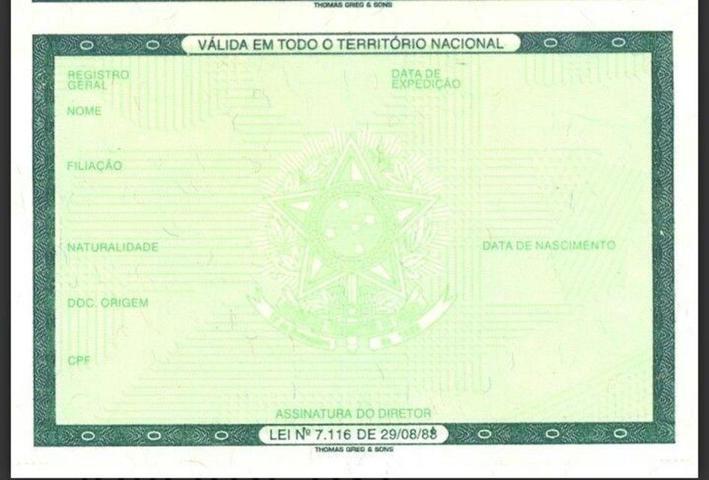 THOMAS GREG & SONS
VÁLIDA EM TODO O TERRITÓRIO NACIONAL
REGISTRO GERAL
DATA DE EXPEDIÇÃO
NOME
FILIAÇÃO
NATURALIDADE
DATA DE NASCIMENTO
DOC. ORIGEM
CPF
ASSINATURA DO DIRETOR
LEI Nº 7.116 DE 29/08/83
THOMAS GREG & SONS